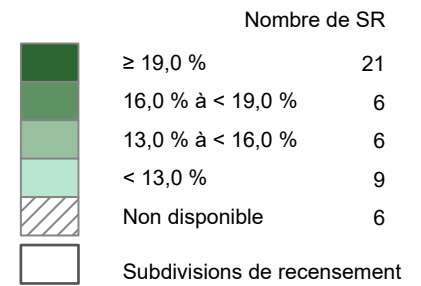 Nombre de SR
≥ 19,0 % 21
16,0 % à < 19,0 % 6
13,0 % à < 16,0 % 6
< 13,0 % 9
Non disponible 6
Subdivisions de recensement